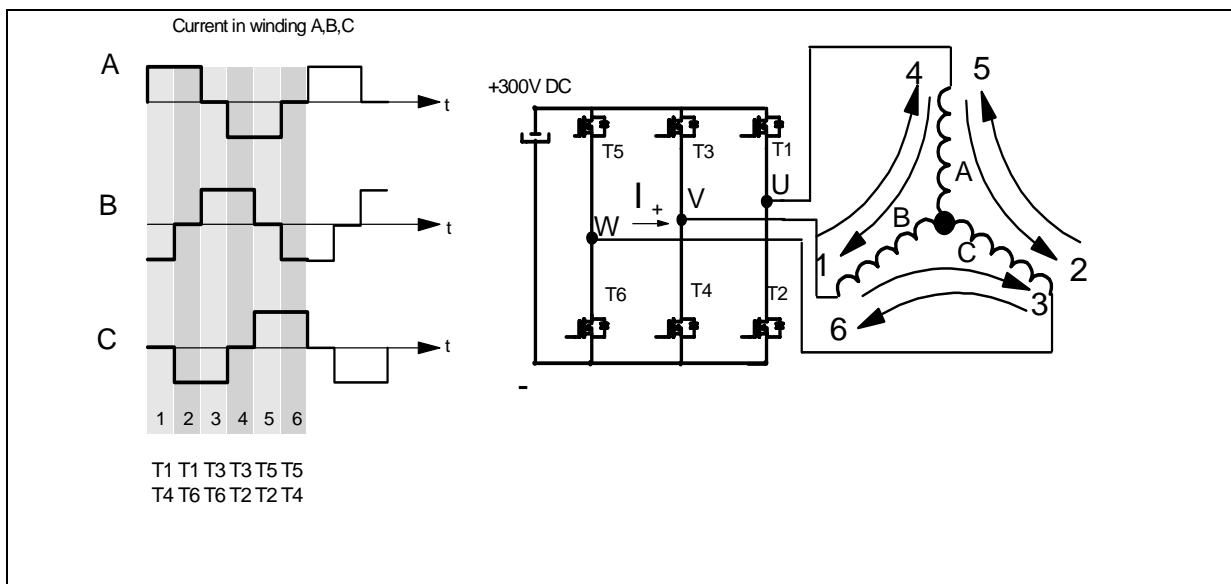 Current in winding A,B,C
A
t
B
t
C
t
1 2 3 4 5 6
T1 T1 T3 T3 T5 T5
T4 T6 T6 T2 T2 T4
+300V DC
T5
T3
T1
I
+
V
U
W
T6
T4
T2
-
4
5
A
B
C
1
2
3
6